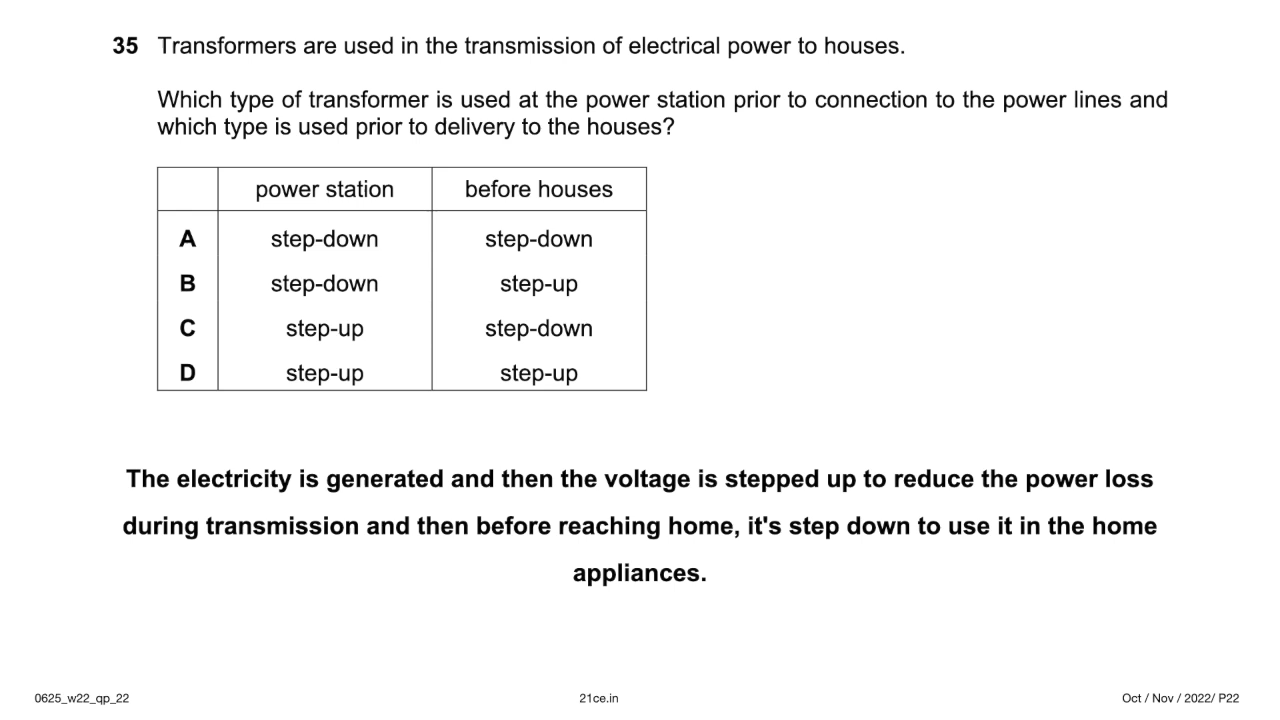 35 Transformers are used in the transmission of electrical power to houses.
Which type of transformer is used at the power station prior to connection to the power lines and
which type is used prior to delivery to the houses?
power station before houses
A step-down step-down
B step-down step-up
C step-up step-down
D step-up step-up
The electricity is generated and then the voltage is stepped up to reduce the power loss
during transmission and then before reaching home, it's step down to use it in the home
appliances.
0625_w22_qp_22 21ce.in Oct / Nov / 2022/ P22